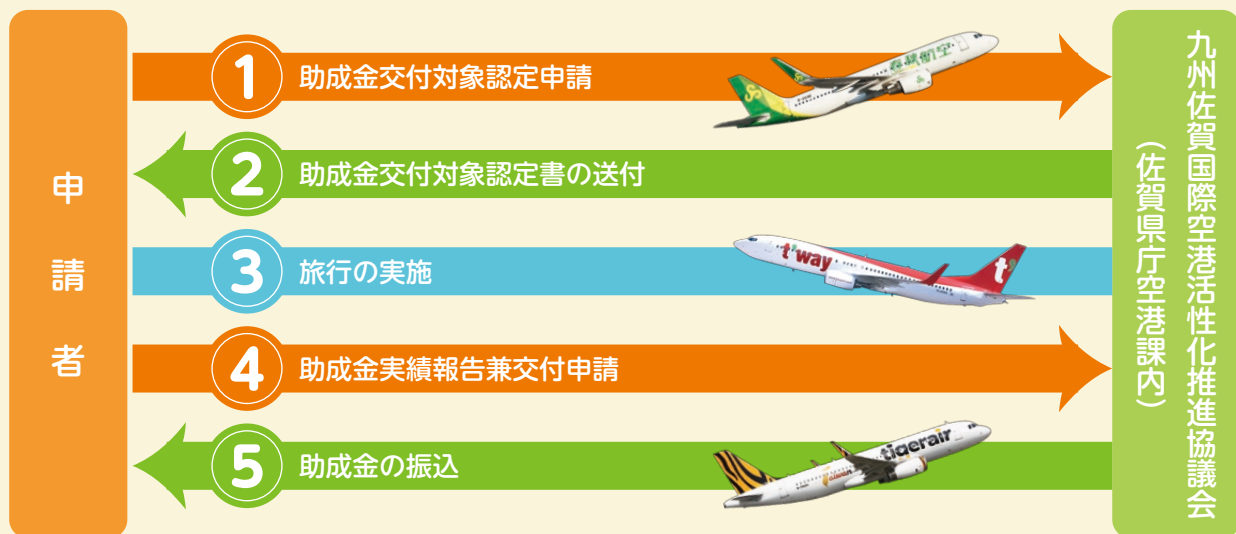 申請者
1 助成金交付対象認定申請
春秋航空
2 助成金交付対象認定書の送付
3 旅行の実施
t'way
t'
4 助成金実績報告兼交付申請
5 助成金の振込
tigerair
九州佐賀国際空港活性化推進協議会
（佐賀県庁空港課内）